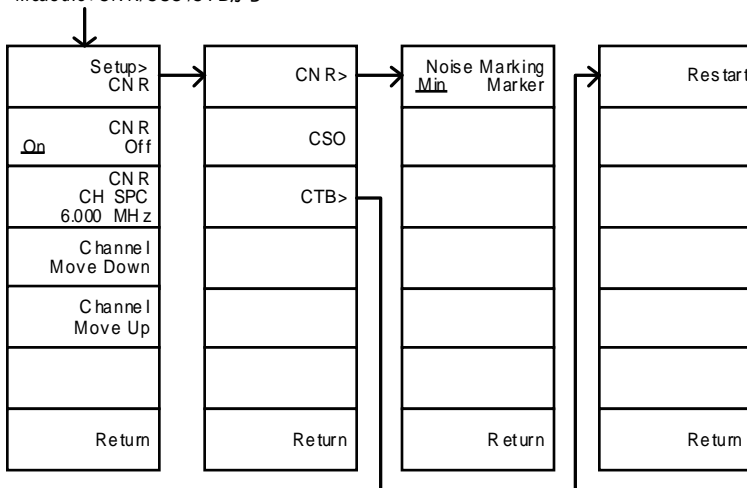 Setup>
CNR
CNR
On Off
CNR
CH SPC
6.000 MHz
Channel
Move Down
Channel
Move Up
Return
CNR>
CSO
CTB>
Return
Noise Marking
Min Marker
Return
Restart
Return